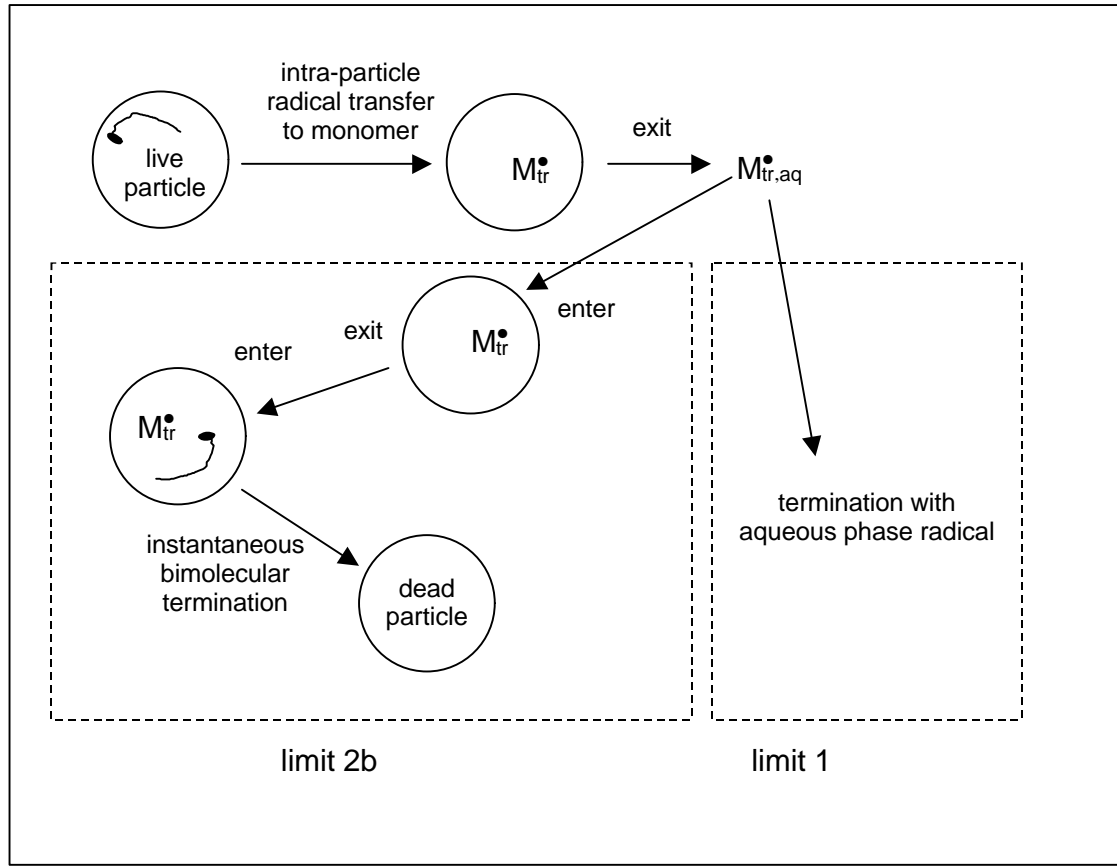 intra-particle
radical transfer
to monomer
exit
live
particle
M•tr
M•tr,aq
enter
exit
M•tr
enter
M•tr
termination with
aqueous phase radical
instantaneous
bimolecular
termination
dead
particle
limit 2b
limit 1